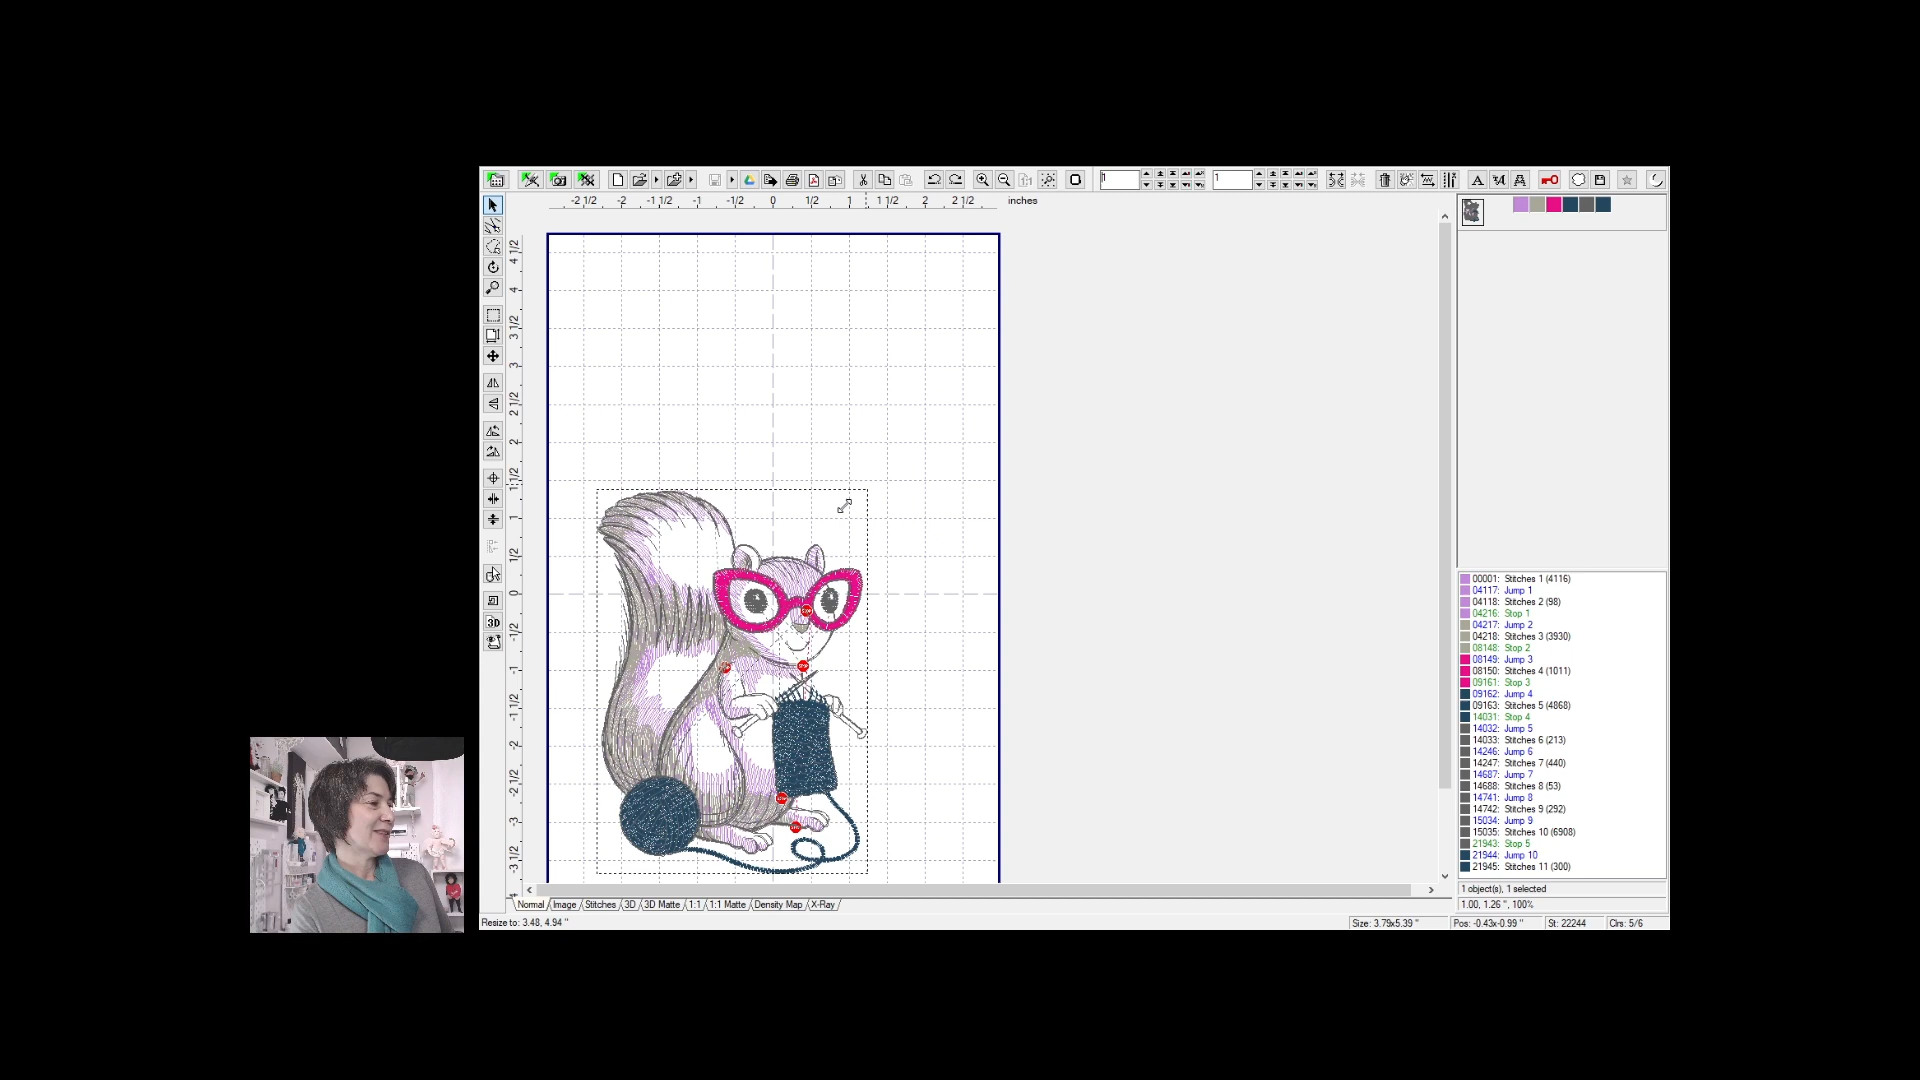 1
1
-2 1/2 -2 -1 1/2 -1 -1/2 0 1/2 1 1 1/2 2 2 1/2 inches
4 1/2
4
3 1/2
3
2 1/2
2
1 1/2
1
1/2
0
-1/2
-1
-1 1/2
-2
-2 1/2
-3
-3 1/2
3D
STOP
STOP
STOP
00001: Stitches 1 (4116)
04117: Jump 1
04118: Stitches 2 (98)
04216: Stop 1
04217: Jump 2
04218: Stitches 3 (3930)
08148: Stop 2
08149: Jump 3
08150: Stitches 4 (1011)
09161: Stop 3
09162: Jump 4
09163: Stitches 5 (4868)
14031: Stop 4
14032: Jump 5
14033: Stitches 6 (213)
14246: Jump 6
14247: Stitches 7 (440)
14687: Jump 7
14688: Stitches 8 (53)
14741: Jump 8
14742: Stitches 9 (292)
15034: Jump 9
15035: Stitches 10 (6908)
21943: Stop 5
21944: Jump 10
21945: Stitches 11 (300)
1 object(s), 1 selected
1.00, 1.26 ", 100%
Normal Image Stitches 3D 3D Matte 1:1 1:1 Matte Density Map X-Ray
Resize to: 3.48, 4.94 " Size: 3.79x5.39 " Pos: -0.43x-0.99 " St: 22244 Clrs: 5/6